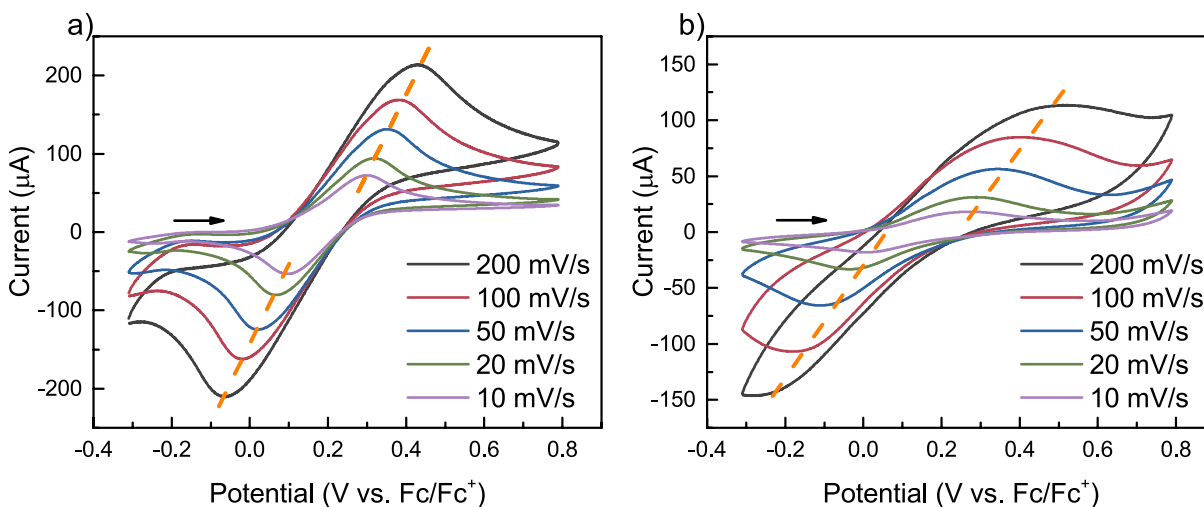 a)
200
100
0
-100
-200
Current (µA)
-0.4 -0.2 0.0 0.2 0.4 0.6 0.8
Potential (V vs. Fc/Fc⁺)
200 mV/s
100 mV/s
50 mV/s
20 mV/s
10 mV/s
b)
150
100
50
0
-50
-100
-150
Current (µA)
-0.4 -0.2 0.0 0.2 0.4 0.6 0.8
Potential (V vs. Fc/Fc⁺)
200 mV/s
100 mV/s
50 mV/s
20 mV/s
10 mV/s